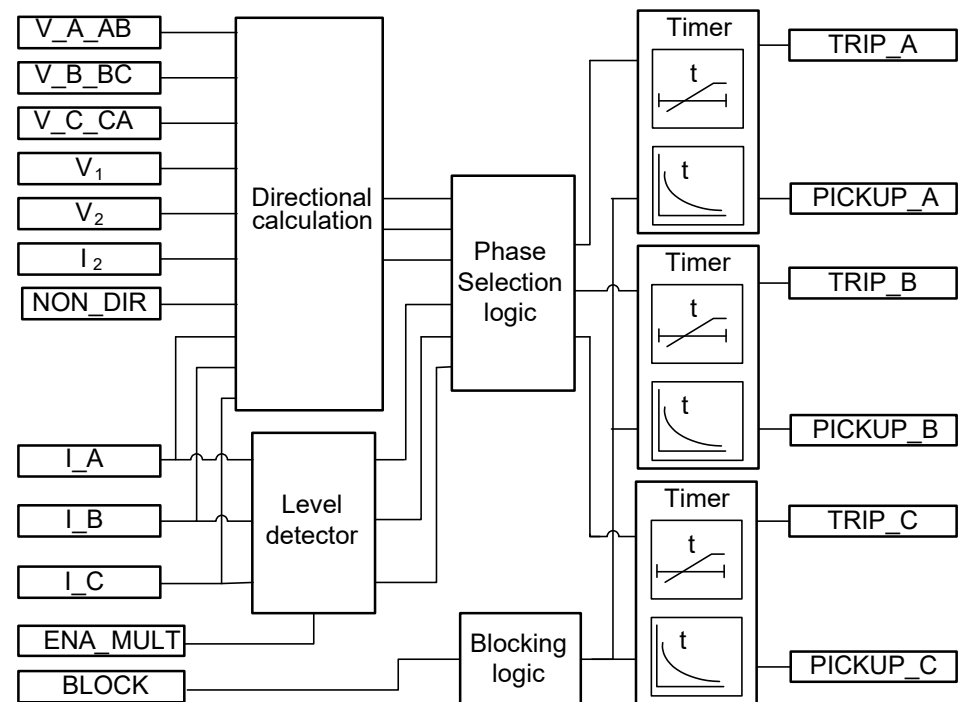 V_A_AB
V_B_BC
V_C_CA
V1
V2
I2
NON_DIR
I_A
I_B
I_C
ENA_MULT
BLOCK
Directional
calculation
Level
detector
Phase
Selection
logic
Blocking
logic
Timer
t
t
Timer
t
t
Timer
t
t
TRIP_A
PICKUP_A
TRIP_B
PICKUP_B
TRIP_C
PICKUP_C